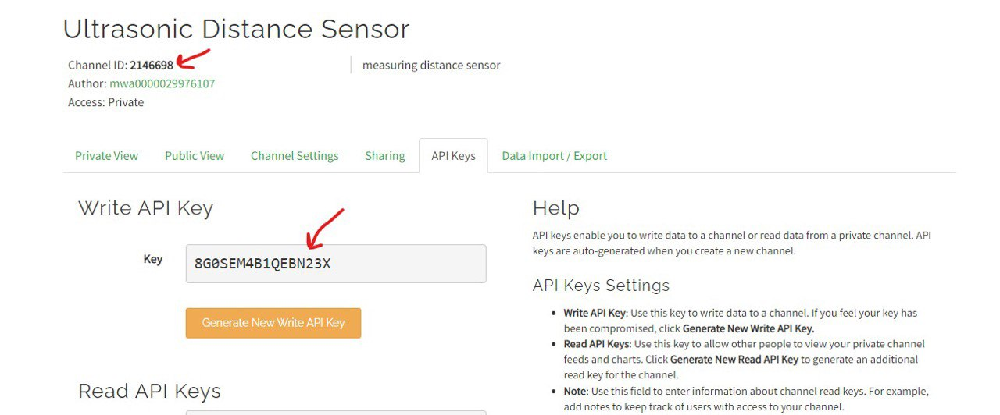 Ultrasonic Distance Sensor
Channel ID: 2146698
Author: mwa0000029976107
Access: Private
measuring distance sensor
Private View
Public View
Channel Settings
Sharing
API Keys
Data Import / Export
Write API Key
Key
8G0SEM4B1QEBN23X
Generate New Write API Key
Read API Keys
Help
API keys enable you to write data to a channel or read data from a private channel. API
keys are auto-generated when you create a new channel.
API Keys Settings
• Write API Key: Use this key to write data to a channel. If you feel your key has
been compromised, click Generate New Write API Key.
• Read API Keys: Use this key to allow other people to view your private channel
feeds and charts. Click Generate New Read API Key to generate an additional
read key for the channel.
• Note: Use this field to enter information about channel read keys. For example,
add notes to keep track of users with access to your channel.